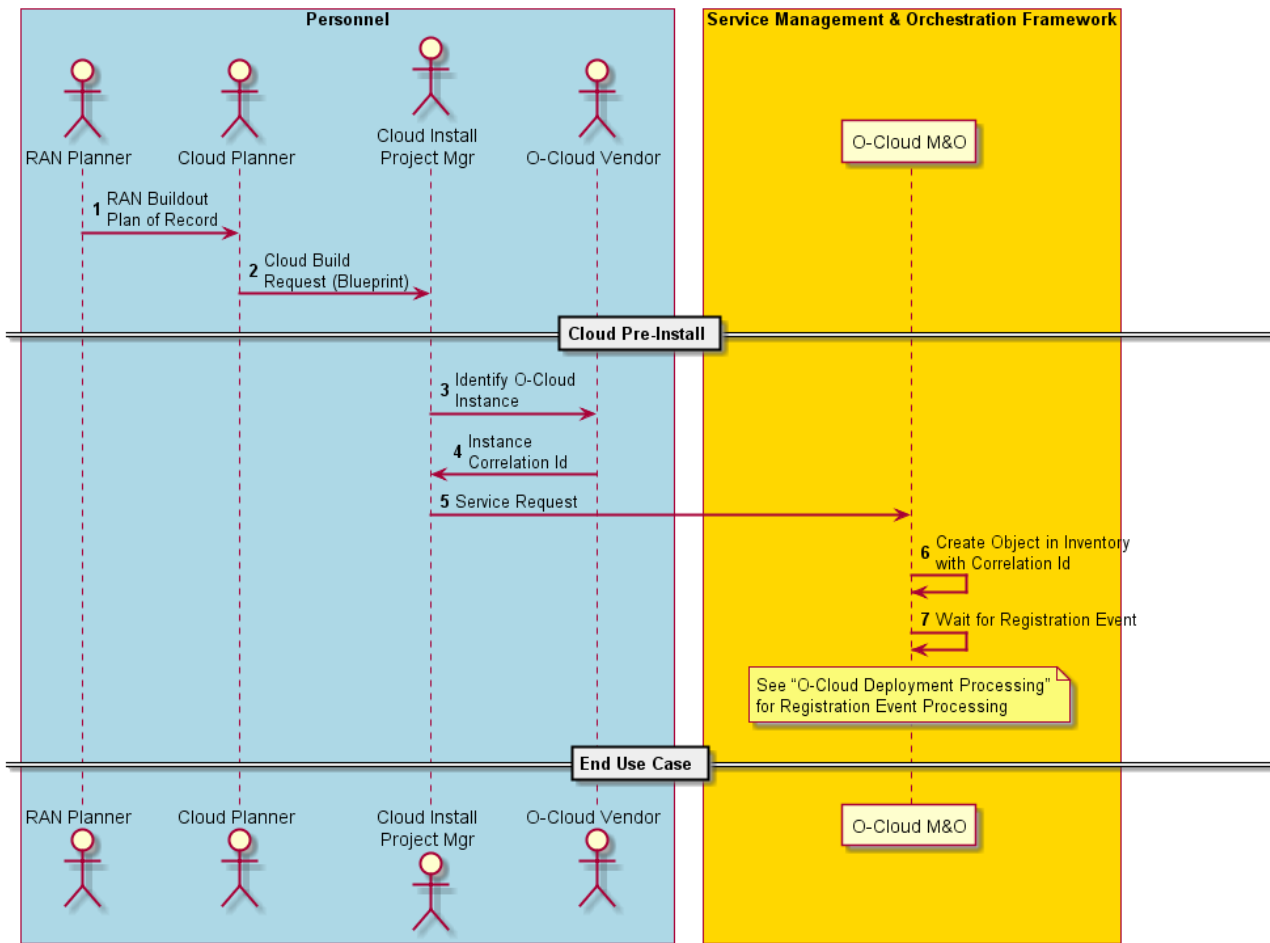 Personnel
Service Management & Orchestration Framework
RAN Planner
Cloud Planner
Cloud Install
Project Mgr
O-Cloud Vendor
O-Cloud M&O
1 RAN Buildout
Plan of Record
2 Cloud Build
Request (Blueprint)
Cloud Pre-Install
3 Identify O-Cloud
Instance
4 Instance
Correlation Id
5 Service Request
6 Create Object in Inventory
with Correlation Id
7 Wait for Registration Event
See “O-Cloud Deployment Processing”
for Registration Event Processing
End Use Case
RAN Planner
Cloud Planner
Cloud Install
Project Mgr
O-Cloud Vendor
O-Cloud M&O